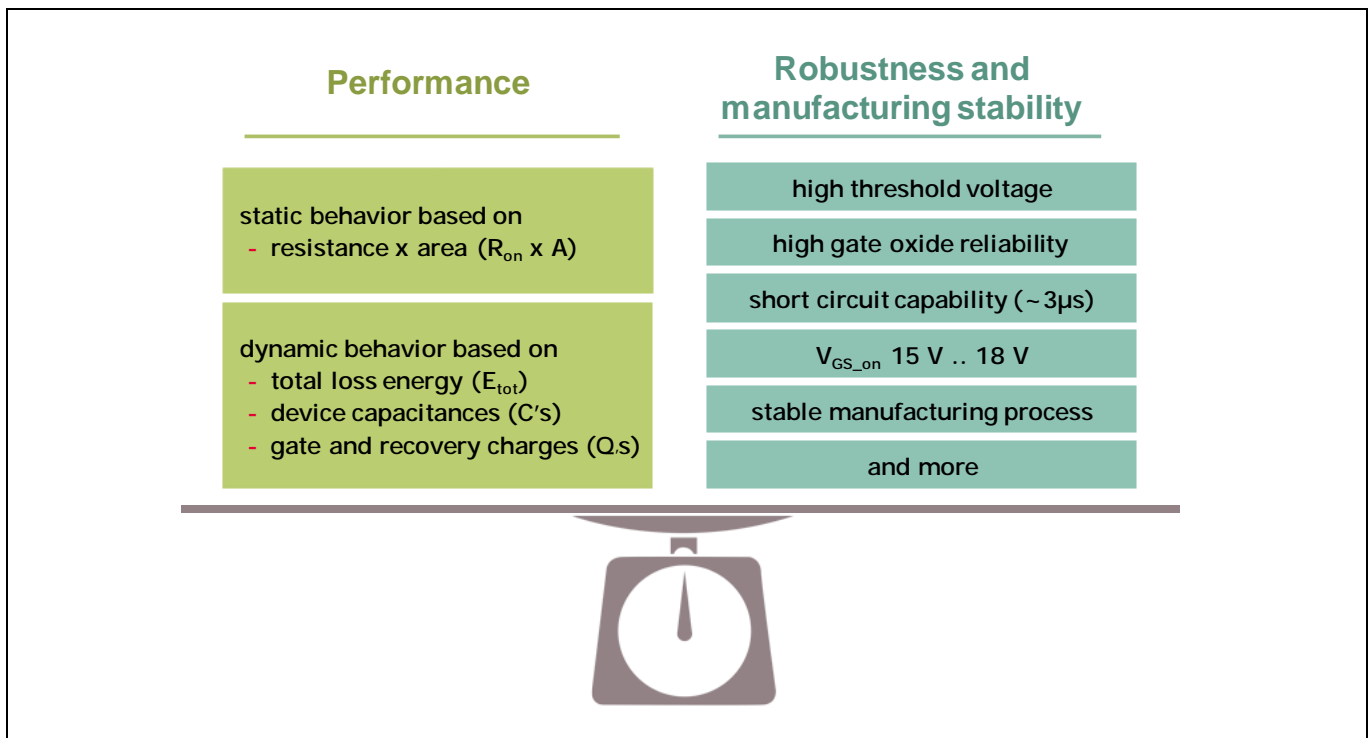 Performance
static behavior based on
- resistance x area (Ron x A)
dynamic behavior based on
- total loss energy (Etot)
- device capacitances (C's)
- gate and recovery charges (Q's)
Robustness and
manufacturing stability
high threshold voltage
high gate oxide reliability
short circuit capability (~3µs)
VGS_on 15 V .. 18 V
stable manufacturing process
and more